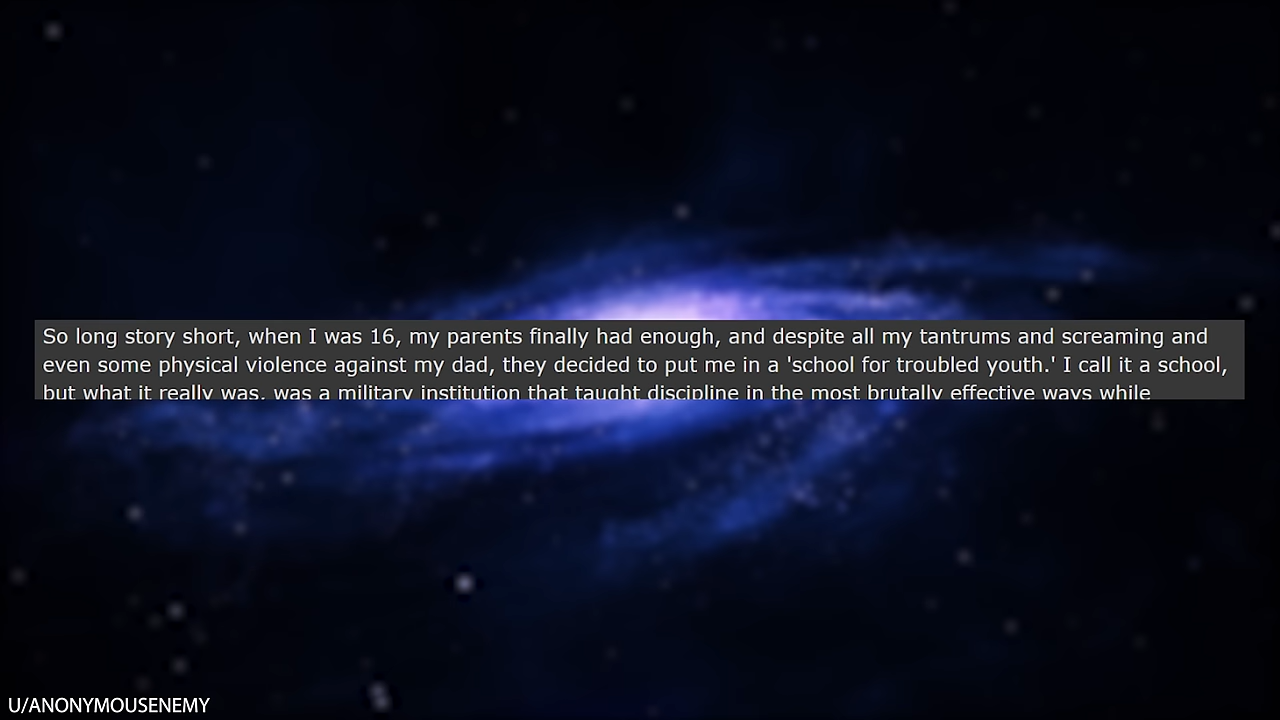 So long story short, when I was 16, my parents finally had enough, and despite all my tantrums and screaming and
even some physical violence against my dad, they decided to put me in a 'school for troubled youth.' I call it a school,
but what it really was, was a military institution that taught discipline in the most brutally effective ways while
U/ANONYMOUSENEMY